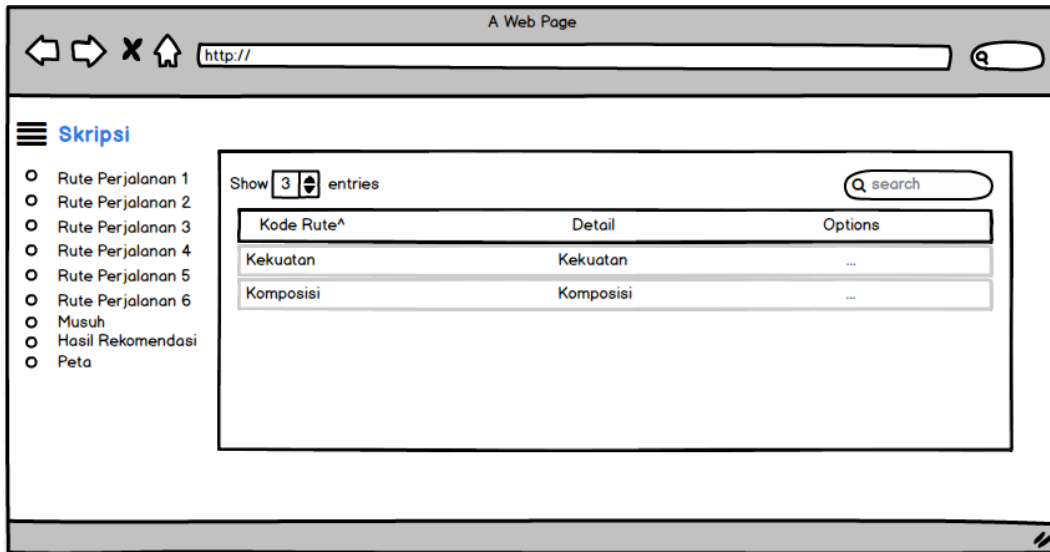 A Web Page
http://
Skripsi
Rute Perjalanan 1
Rute Perjalanan 2
Rute Perjalanan 3
Rute Perjalanan 4
Rute Perjalanan 5
Rute Perjalanan 6
Musuh
Hasil Rekomendasi
Peta
Show 3 entries search
Kode Rute^ Detail Options
Kekuatan Kekuatan ...
Komposisi Komposisi ...